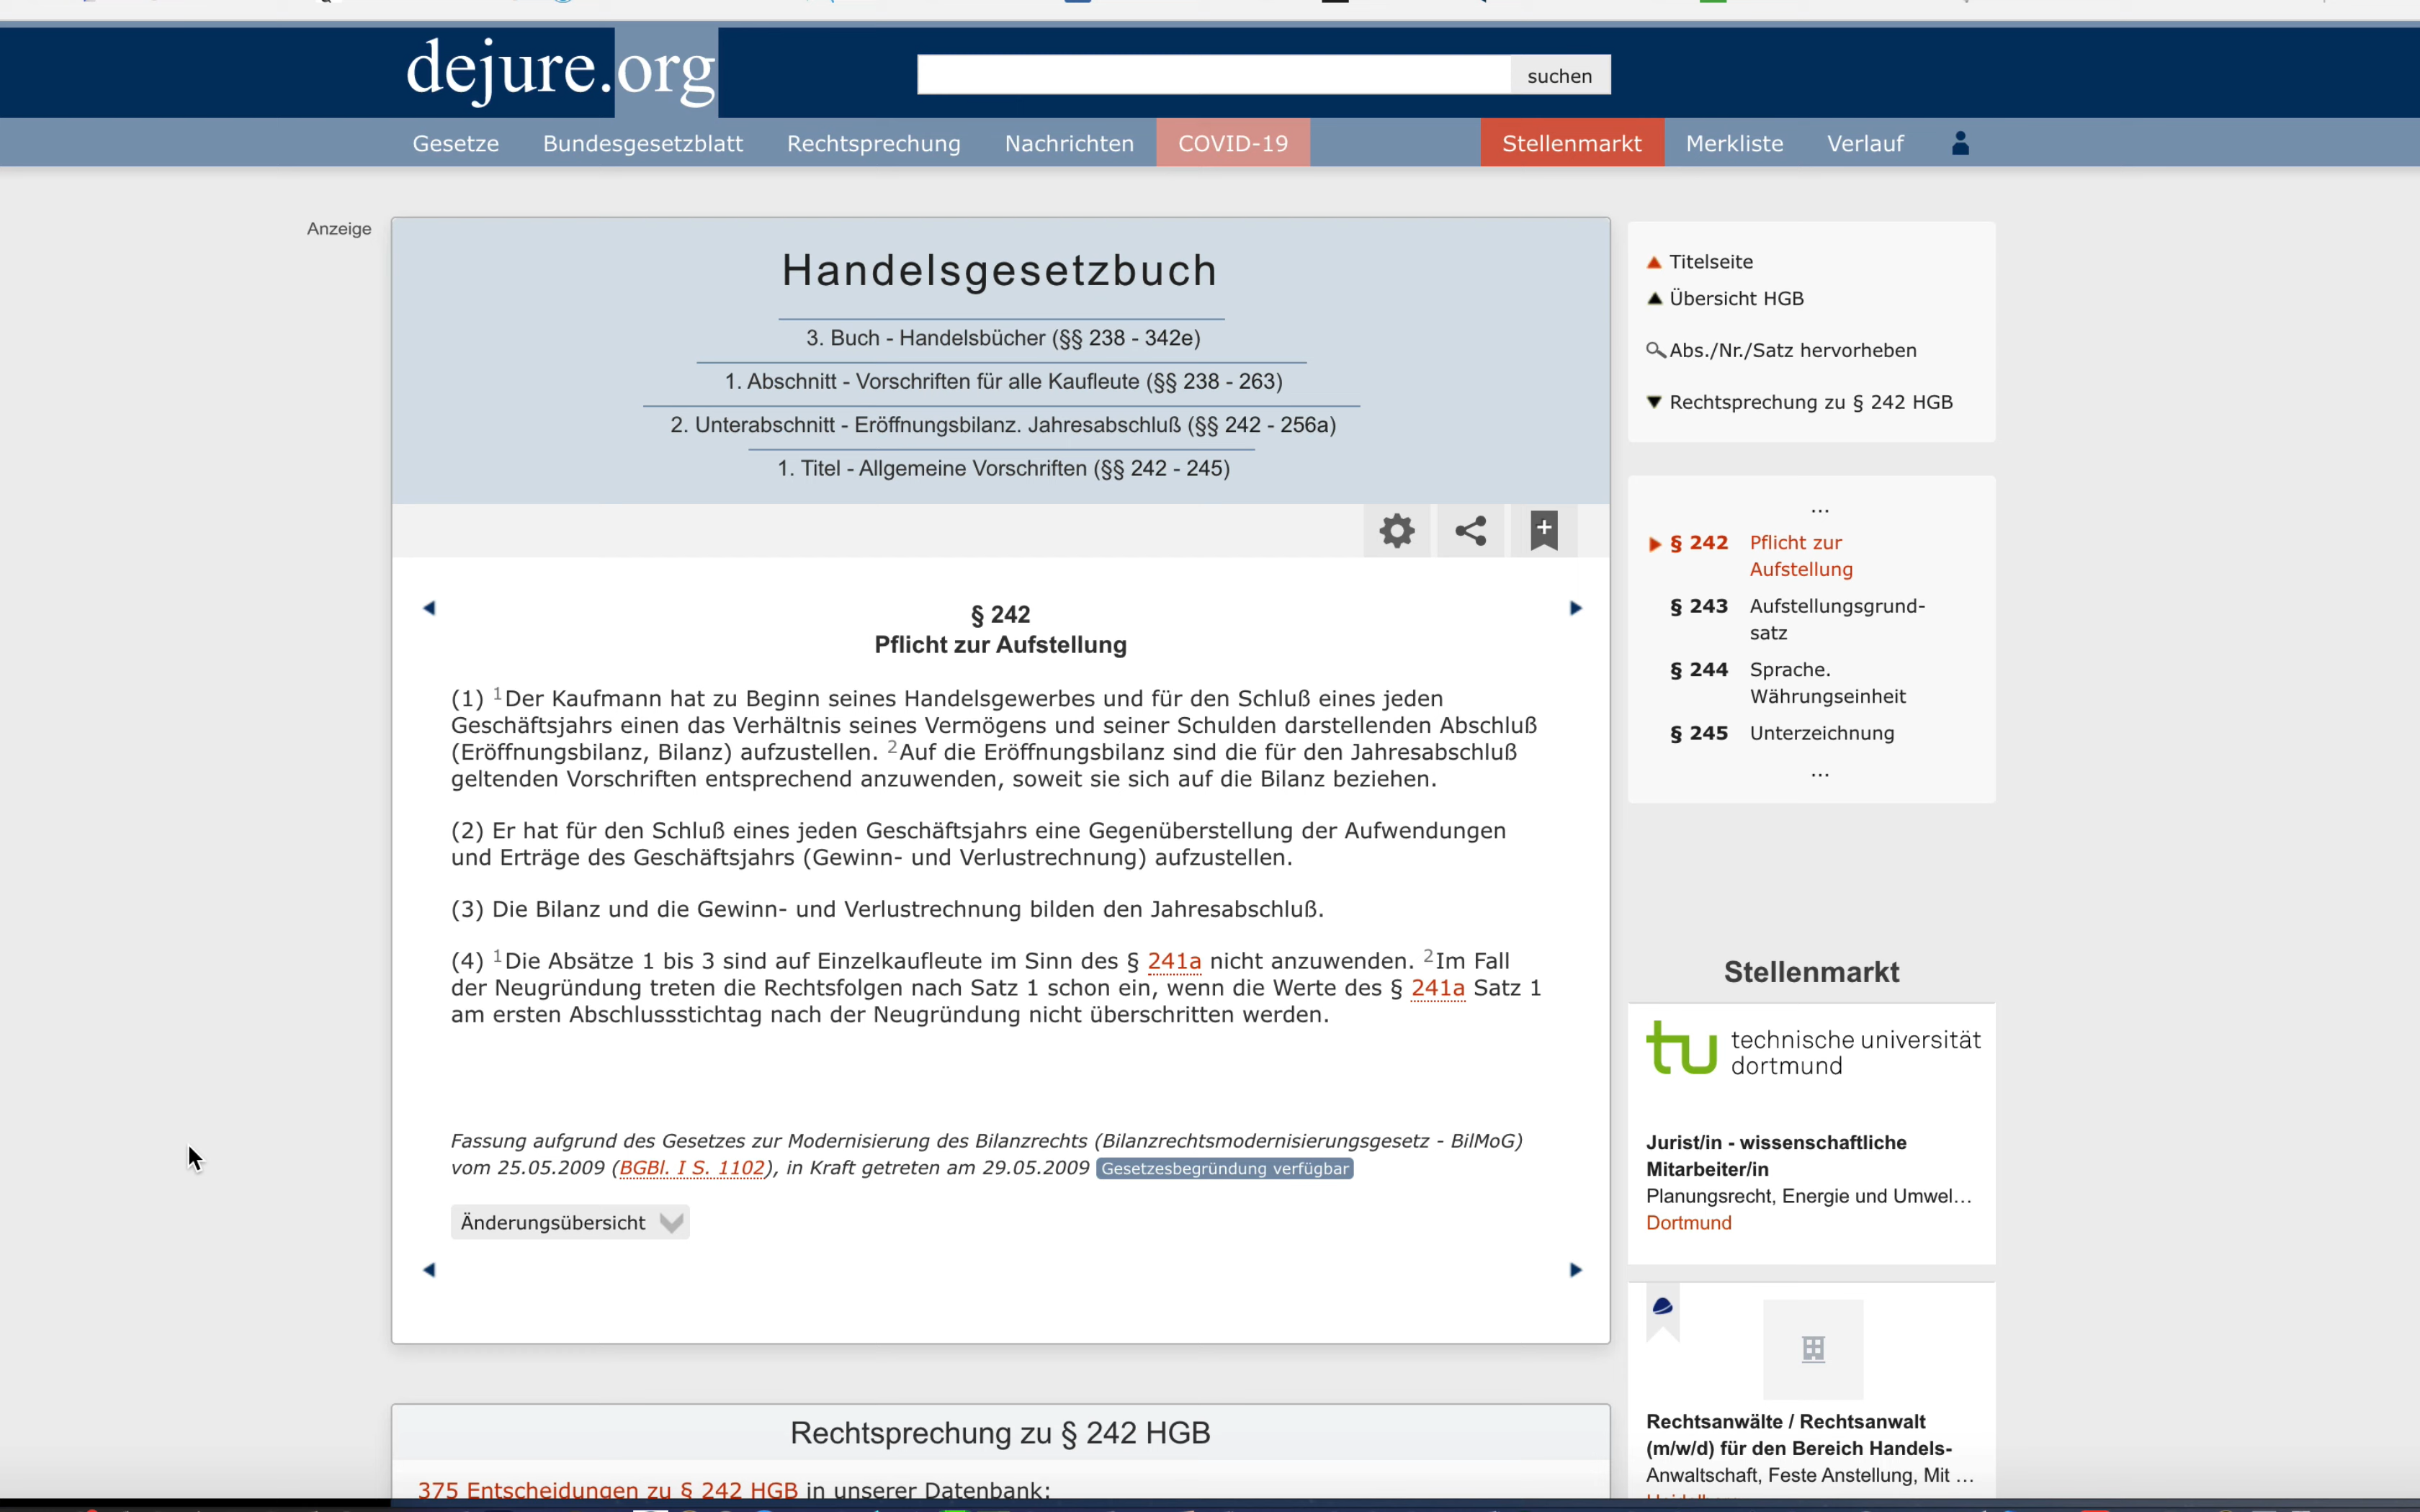 dejure.org
suchen
Gesetze Bundesgesetzblatt Rechtsprechung Nachrichten COVID-19 Stellenmarkt Merkliste Verlauf
Anzeige
Handelsgesetzbuch
3. Buch - Handelsbücher (§§ 238 - 342e)
1. Abschnitt - Vorschriften für alle Kaufleute (§§ 238 - 263)
2. Unterabschnitt - Eröffnungsbilanz. Jahresabschluß (§§ 242 - 256a)
1. Titel - Allgemeine Vorschriften (§§ 242 - 245)
§ 242
Pflicht zur Aufstellung
(1) 1Der Kaufmann hat zu Beginn seines Handelsgewerbes und für den Schluß eines jeden
Geschäftsjahrs einen das Verhältnis seines Vermögens und seiner Schulden darstellenden Abschluß
(Eröffnungsbilanz, Bilanz) aufzustellen. 2Auf die Eröffnungsbilanz sind die für den Jahresabschluß
geltenden Vorschriften entsprechend anzuwenden, soweit sie sich auf die Bilanz beziehen.
(2) Er hat für den Schluß eines jeden Geschäftsjahrs eine Gegenüberstellung der Aufwendungen
und Erträge des Geschäftsjahrs (Gewinn- und Verlustrechnung) aufzustellen.
(3) Die Bilanz und die Gewinn- und Verlustrechnung bilden den Jahresabschluß.
(4) 1Die Absätze 1 bis 3 sind auf Einzelkaufleute im Sinn des § 241a nicht anzuwenden. 2Im Fall
der Neugründung treten die Rechtsfolgen nach Satz 1 schon ein, wenn die Werte des § 241a Satz 1
am ersten Abschlussstichtag nach der Neugründung nicht überschritten werden.
Fassung aufgrund des Gesetzes zur Modernisierung des Bilanzrechts (Bilanzrechtsmodernisierungsgesetz - BilMoG)
vom 25.05.2009 (BGBl. I S. 1102), in Kraft getreten am 29.05.2009 Gesetzesbegründung verfügbar
Änderungsübersicht
Rechtsprechung zu § 242 HGB
375 Entscheidungen zu § 242 HGB in unserer Datenbank:
Titelseite
Übersicht HGB
Abs./Nr./Satz hervorheben
Rechtsprechung zu § 242 HGB
...
§ 242 Pflicht zur
Aufstellung
§ 243 Aufstellungsgrund-
satz
§ 244 Sprache.
Währungseinheit
§ 245 Unterzeichnung
...
Stellenmarkt
tu technische universität
dortmund
Jurist/in - wissenschaftliche
Mitarbeiter/in
Planungsrecht, Energie und Umwel...
Dortmund
Rechtsanwälte / Rechtsanwalt
(m/w/d) für den Bereich Handels-
Anwaltschaft, Feste Anstellung, Mit ...